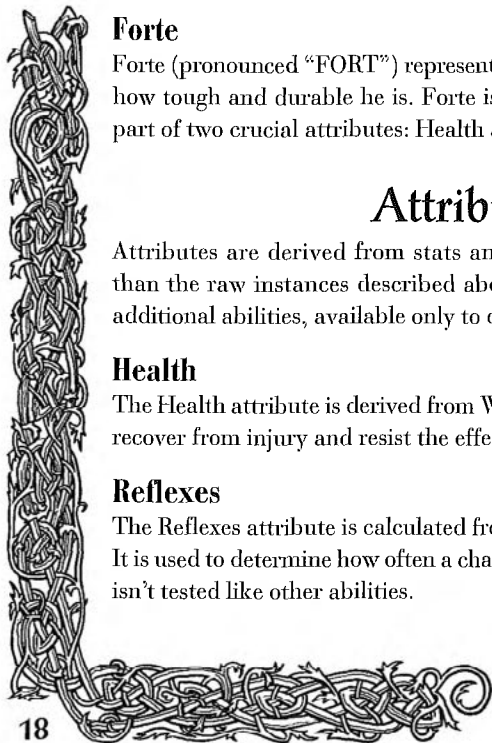 Forte
Forte (pronounced “FORT”) represent
how tough and durable he is. Forte is
part of two crucial attributes: Health
Attrib
Attributes are derived from stats an
than the raw instances described abo
additional abilities, available only to
Health
The Health attribute is derived from W
recover from injury and resist the effe
Reflexes
The Reflexes attribute is calculated fro
It is used to determine how often a cha
isn’t tested like other abilities.
18